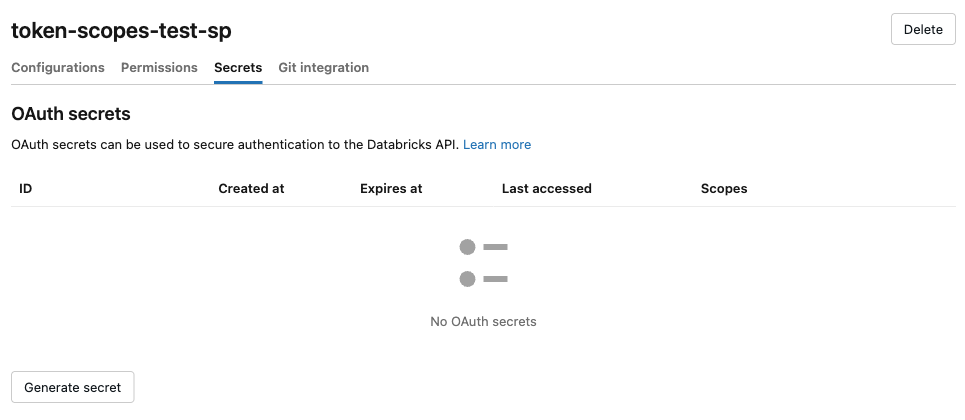 token-scopes-test-sp
Delete
Configurations Permissions Secrets Git integration
OAuth secrets
OAuth secrets can be used to secure authentication to the Databricks API. Learn more
ID Created at Expires at Last accessed Scopes
No OAuth secrets
Generate secret